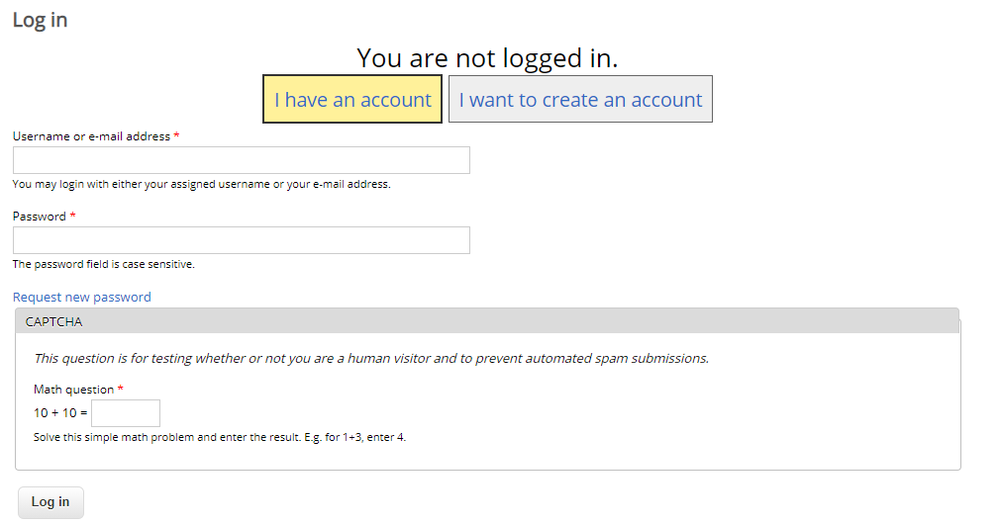 Log in
You are not logged in.
I have an account I want to create an account
Username or e-mail address *
You may login with either your assigned username or your e-mail address.
Password *
The password field is case sensitive.
Request new password
CAPTCHA
This question is for testing whether or not you are a human visitor and to prevent automated spam submissions.
Math question *
10 + 10 =
Solve this simple math problem and enter the result. E.g. for 1+3, enter 4.
Log in